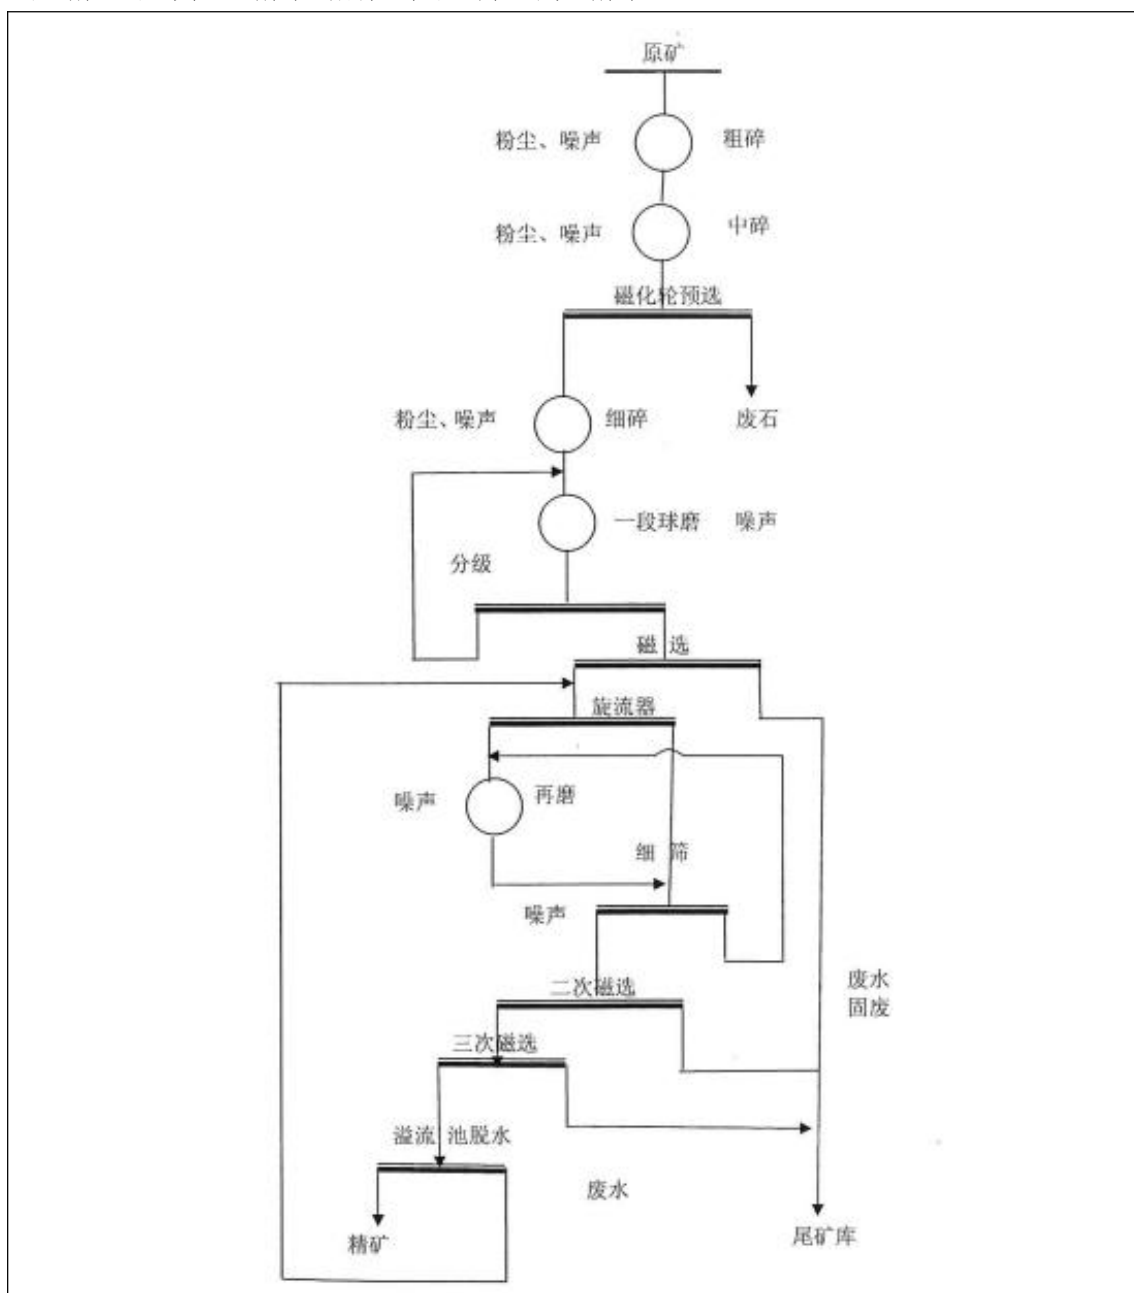 原矿
粉尘、噪声
粗碎
粉尘、噪声
中碎
磁化轮预选
粉尘、噪声
细碎
废石
一段球磨
噪声
分级
磁 选
旋流器
噪声
再磨
细 筛
噪声
二次磁选
废水
固废
三次磁选
溢流 池脱水
废水
精矿
尾矿库